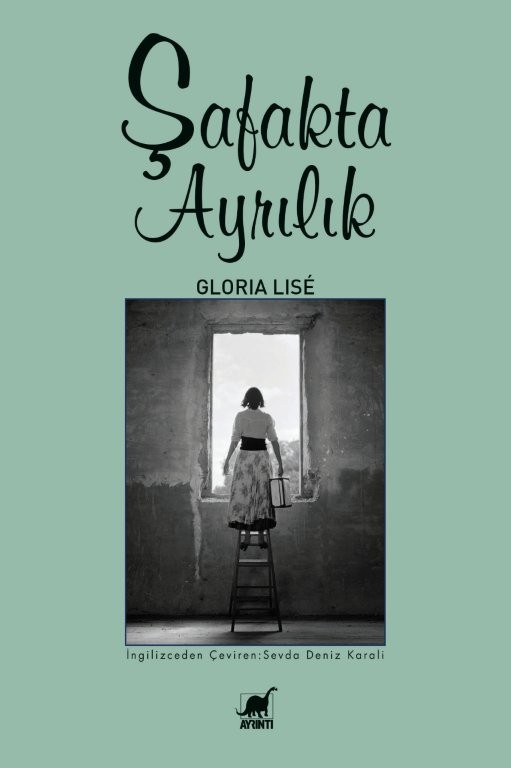 Şafakta
Ayrılık
GLORIA LISÉ
İngilizceden Çeviren:Sevda Deniz Karali
AYRINTI